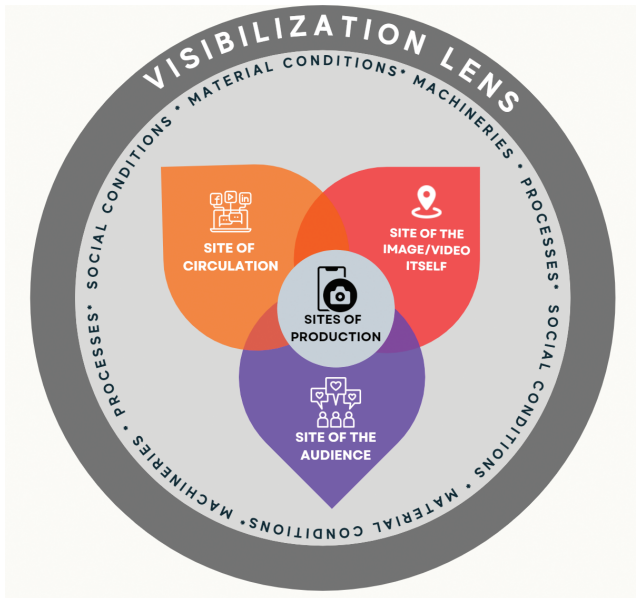 VISIBILIZATION LENS
SOCIAL CONDITIONS • MATERIAL CONDITIONS• MACHINERIES • PROCESSES• SOCIAL CONDITIONS • MATERIAL CONDITIONS• MACHINERIES • PROCESSES•
SITE OF
CIRCULATION
SITE OF THE
IMAGE/VIDEO
ITSELF
SITES OF
PRODUCTION
SITE OF THE
AUDIENCE